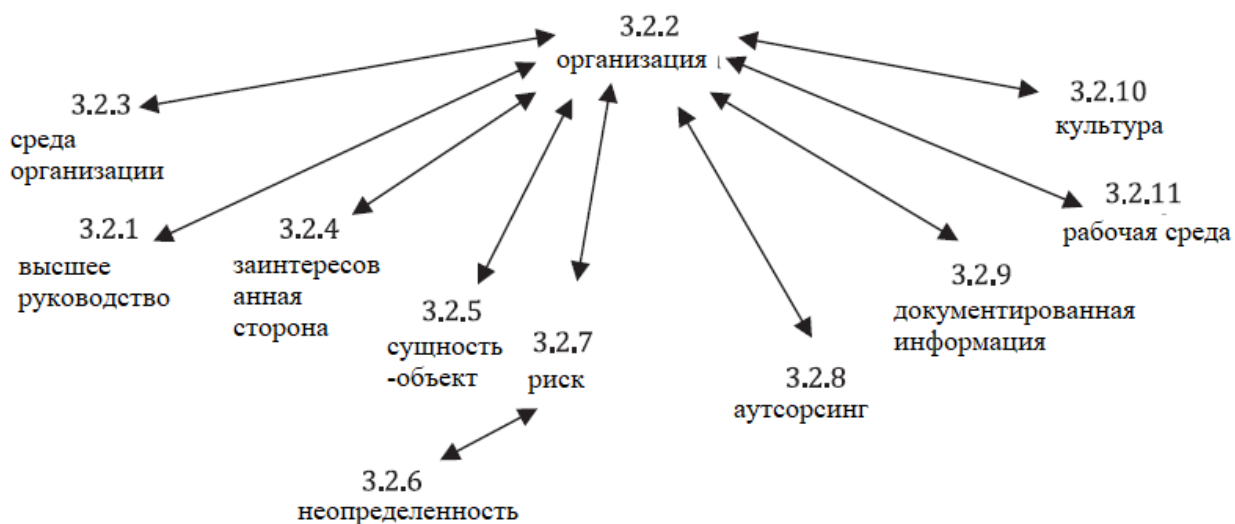 3.2.2
организация
3.2.3
среда
организации
3.2.10
культура
3.2.1
высшее
руководство
3.2.4
заинтересов
анная
сторона
3.2.11
рабочая среда
3.2.5
сущность
-объект
3.2.7
риск
3.2.9
документированная
информация
3.2.8
аутсорсинг
3.2.6
неопределенность